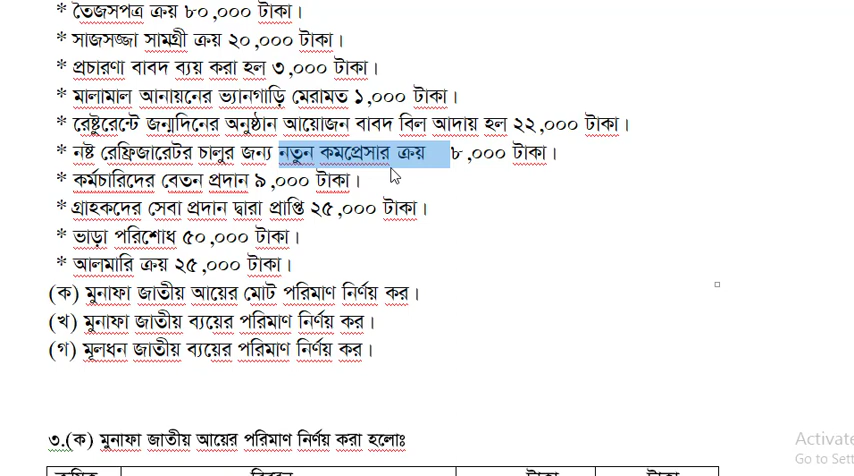 * তৈজসপত্র ক্রয় ৮০,০০০ টাকা।
* সাজসজ্জা সামগ্রী ক্রয় ২০,০০০ টাকা।
* প্রচারণা বাবদ ব্যয় করা হল ৩,০০০ টাকা।
* মালামাল আনায়নের ভ্যানগাড়ি মেরামত ১,০০০ টাকা।
* রেষ্টুরেন্টে জন্মদিনের অনুষ্ঠান আয়োজন বাবদ বিল আদায় হল ২২,০০০ টাকা।
* নষ্ট রেফ্রিজারেটর চালুর জন্য নতুন কমপ্রেসার ক্রয় ৮,০০০ টাকা।
* কর্মচারিদের বেতন প্রদান ৯,০০০ টাকা।
* গ্রাহকদের সেবা প্রদান দ্বারা প্রাপ্তি ২৫,০০০ টাকা।
* ভাড়া পরিশোধ ৫০,০০০ টাকা।
* আলমারি ক্রয় ২৫,০০০ টাকা।
(ক) মুনাফা জাতীয় আয়ের মোট পরিমাণ নির্ণয় কর।
(খ) মুনাফা জাতীয় ব্যয়ের পরিমাণ নির্ণয় কর।
(গ) মূলধন জাতীয় ব্যয়ের পরিমাণ নির্ণয় কর।
৩.(ক) মুনাফা জাতীয় আয়ের পরিমাণ নির্ণয় করা হলোঃ
Activate
Go to Sett